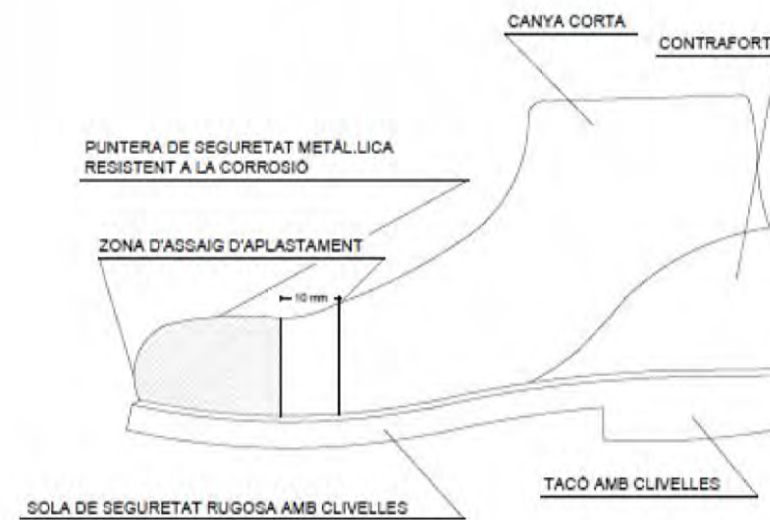 CANYA CORTA
CONTRAFORT
PUNTERA DE SEGURETAT METÀL.LICA
RESISTENT A LA CORROSIÓ
ZONA D'ASSAIG D'APLASTAMENT
10 mm
TACÓ AMB CLIVELLES
SOLA DE SEGURETAT RUGOSA AMB CLIVELLES